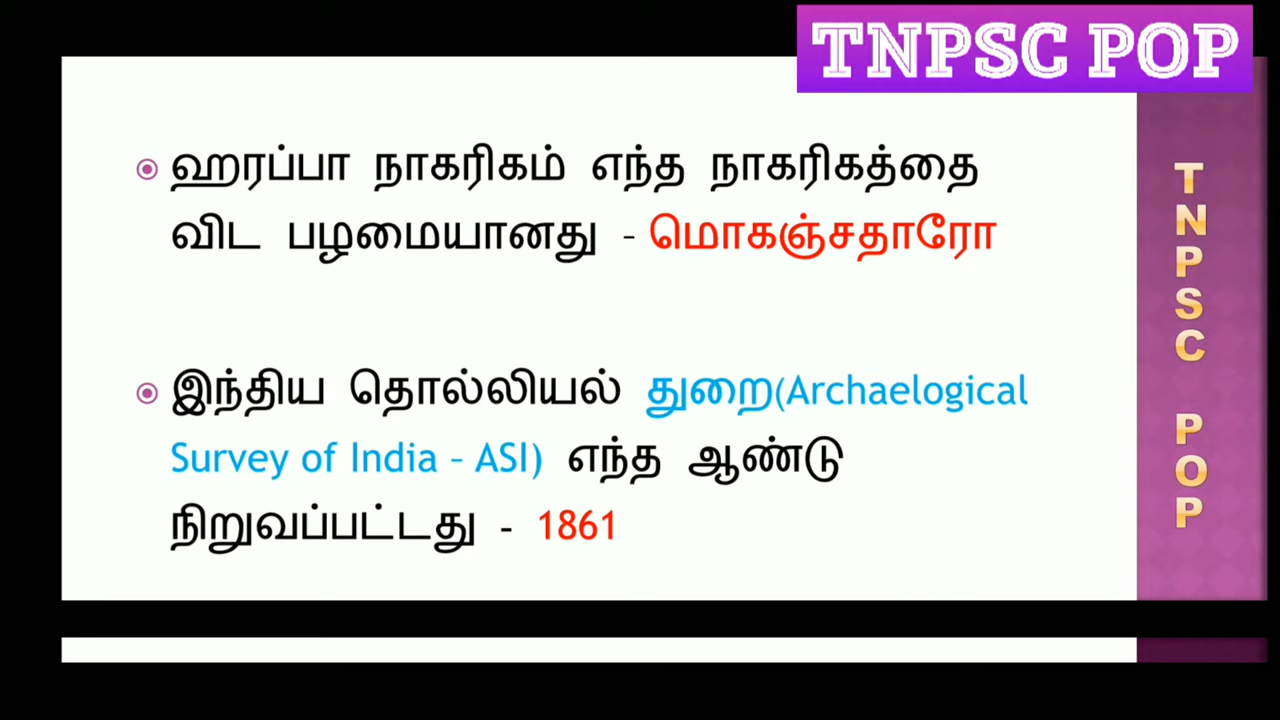 TNPSC POP
ஹரப்பா நாகரிகம் எந்த நாகரிகத்தை
விட பழமையானது - மொகஞ்சதாரோ
இந்திய தொல்லியல் துறை(Archaelogical
Survey of India – ASI) எந்த ஆண்டு
நிறுவப்பட்டது - 1861
TNPSC POP